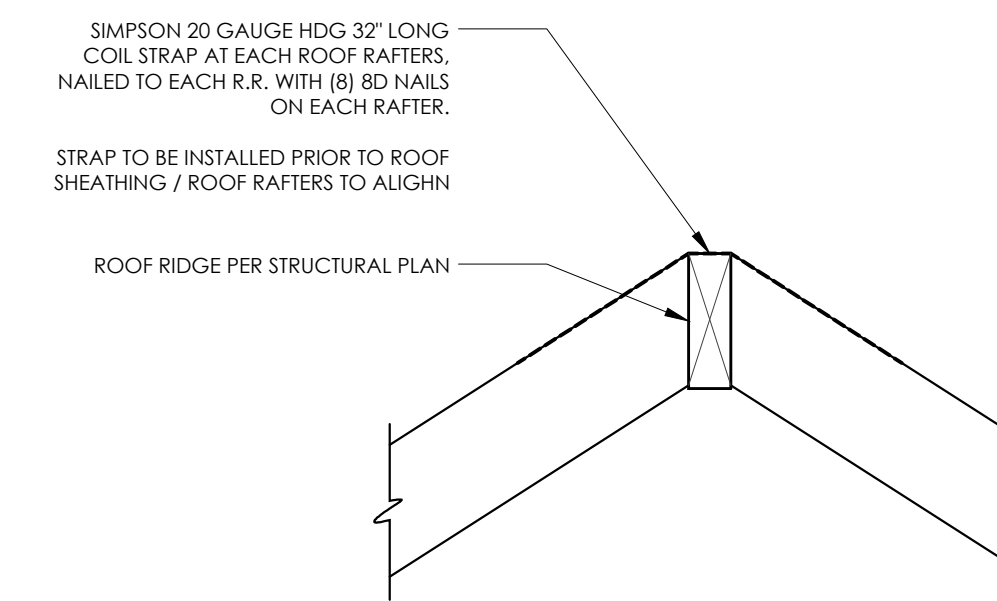 SIMPSON 20 GAUGE HDG 32" LONG
COIL STRAP AT EACH ROOF RAFTERS,
NAILED TO EACH R.R. WITH (8) 8D NAILS
ON EACH RAFTER.
STRAP TO BE INSTALLED PRIOR TO ROOF
SHEATHING / ROOF RAFTERS TO ALIGHN
ROOF RIDGE PER STRUCTURAL PLAN